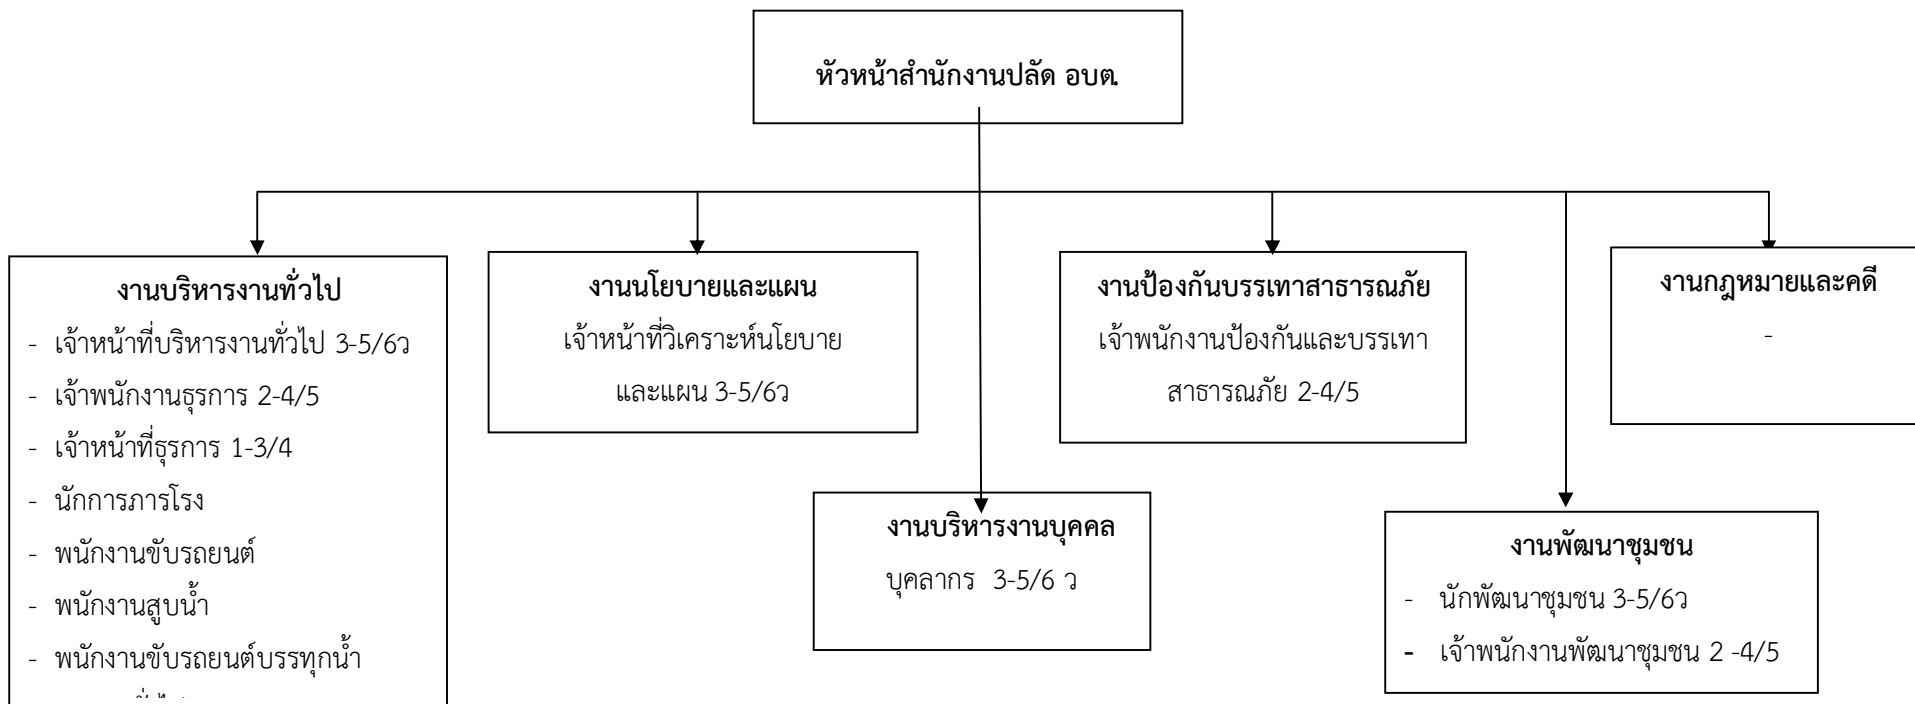 หัวหน้าสำนักงานปลัด อบต.
งานบริหารงานทั่วไป
- เจ้าหน้าที่บริหารงานทั่วไป 3-5/6ว
- เจ้าพนักงานธุรการ 2-4/5
- เจ้าหน้าที่ธุรการ 1-3/4
- นักการภารโรง
- พนักงานขับรถยนต์
- พนักงานสูบน้ำ
- พนักงานขับรถยนต์บรรทุกน้ำ
งานนโยบายและแผน
เจ้าหน้าที่วิเคราะห์นโยบาย
และแผน 3-5/6ว
งานบริหารงานบุคคล
บุคลากร 3-5/6 ว
งานป้องกันบรรเทาสาธารณภัย
เจ้าพนักงานป้องกันและบรรเทา
สาธารณภัย 2-4/5
งานพัฒนาชุมชน
- นักพัฒนาชุมชน 3-5/6ว
- เจ้าพนักงานพัฒนาชุมชน 2 -4/5
งานกฎหมายและคดี
-